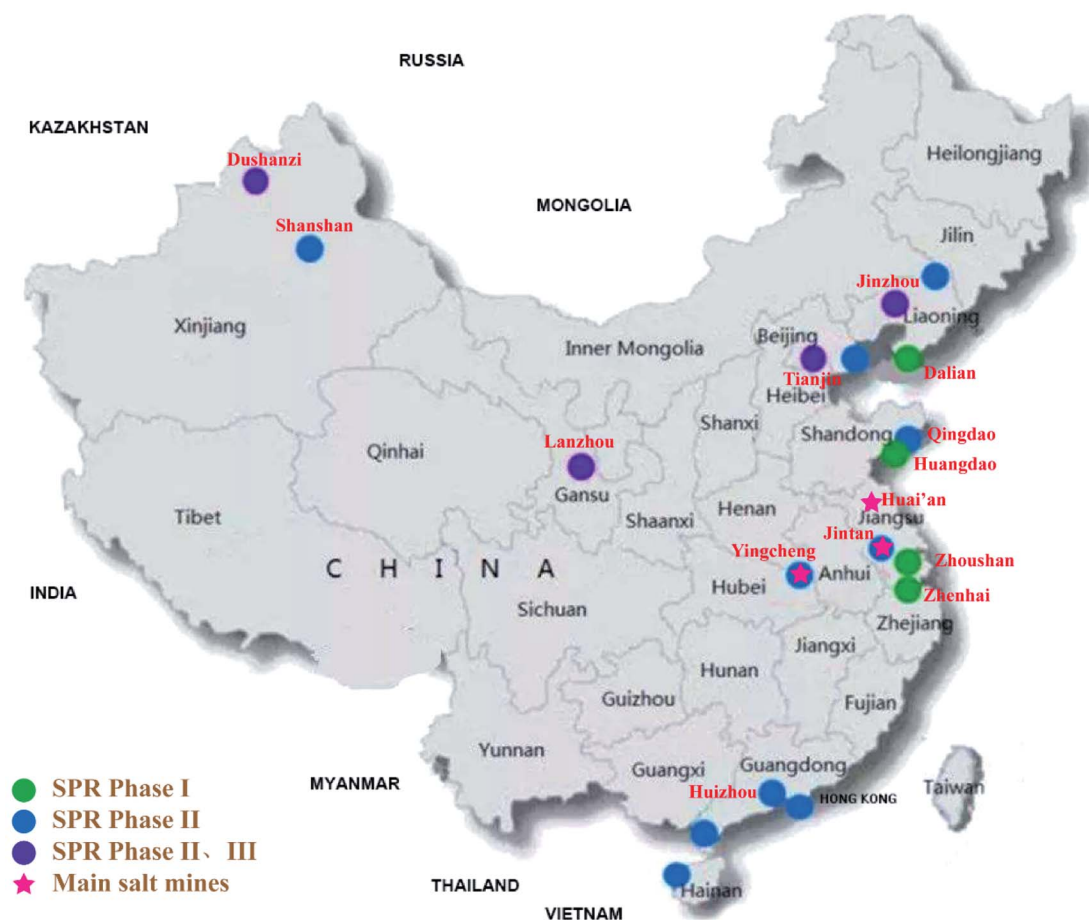 RUSSIA
KAZAKHSTAN
Dushanzi
Heilongjiang
MONGOLIA
Shanshan
Jilin
Jinzhou
Xinjiang
Liaoning
Beijing
Inner Mongolia
Tianjin
Dalian
Heibei
Shanxi
Shandong
Qingdao
Lanzhou
Qinhai
Huangdao
Gansu
Huai'an
Henan
Jiangsu
Tibet
Shaanxi
Jintan
Yingcheng
Zhoushan
CHINA
Anhui
INDIA
Hubei
Zhenhai
Sichuan
Zhejiang
Jiangxi
Hunan
Guizhou
Fujian
Yunnan
Guangdong
Guangxi
MYANMAR
Taiwan
Huizhou
HONG KONG
SPR Phase I
SPR Phase II
SPR Phase II、III
Main salt mines
THAILAND
Hainan
VIETNAM